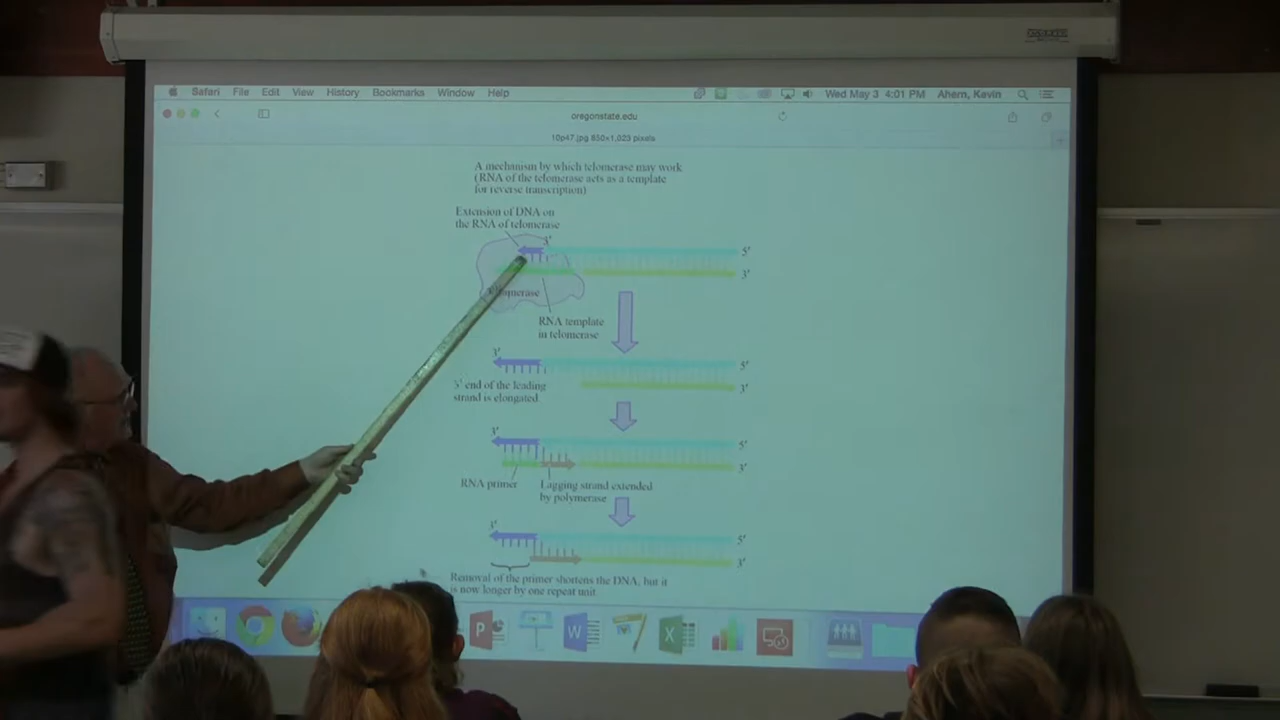 Safari File Edit View History Bookmarks Window Help Wed May 3 4:01 PM Ahern, Kevin
oregonstate.edu
10p47.jpg 850×1,023 pixels
A mechanism by which telomerase may work
(RNA of the telomerase acts as a template
for reverse transcription)
Extension of DNA on
the RNA of telomerase
3'
5'
3'
RNA template
in telomerase
3'
5'
3'
3' end of the leading
strand is elongated
3'
5'
3'
RNA primer
Lagging strand extended
by polymerase
3'
5'
3'
Removal of the primer shortens the DNA, but it
is now longer by one repeat unit
P
W
X